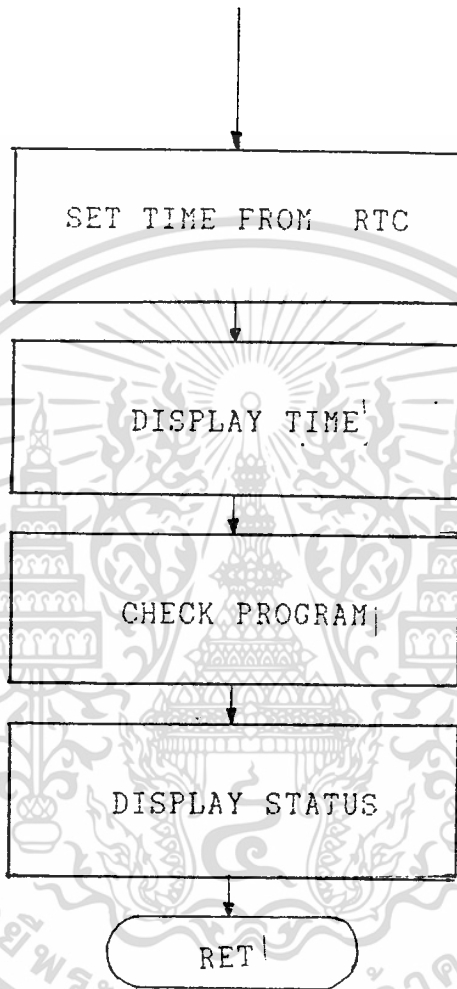 SET TIME FROM RTC
DISPLAY TIME
CHECK PROGRAM
DISPLAY STATUS
RET